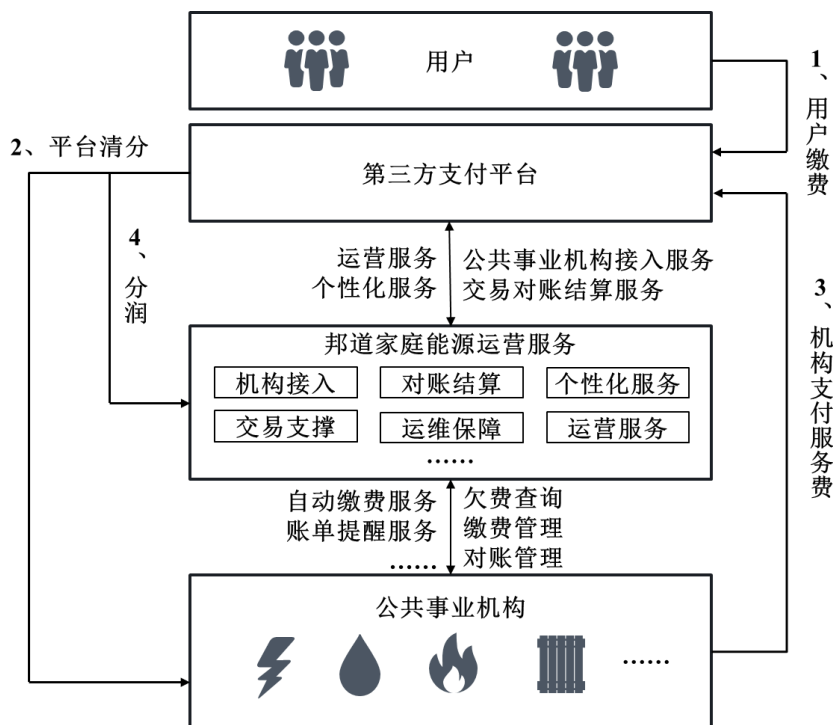 用户
1、用户缴费
2、平台清分
第三方支付平台
4、分润
运营服务
个性化服务
公共事业机构接入服务
交易对账结算服务
3、机构支付服务费
邦道家庭能源运营服务
机构接入
对账结算
个性化服务
交易支撑
运维保障
运营服务
……
自动缴费服务
账单提醒服务
……
欠费查询
缴费管理
对账管理
公共事业机构
……